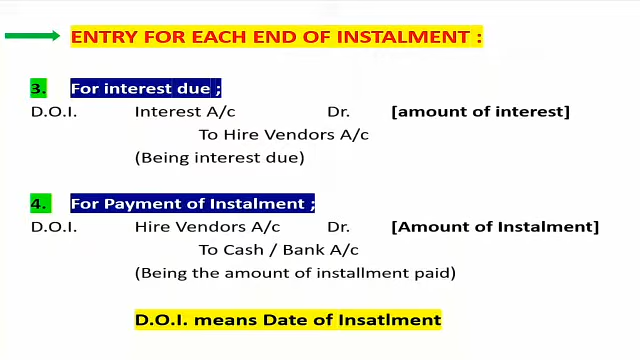 ENTRY FOR EACH END OF INSTALMENT :
3. For interest due ;
D.O.I. Interest A/c Dr. [amount of interest]
To Hire Vendors A/c
(Being interest due)
4. For Payment of Instalment ;
D.O.I. Hire Vendors A/c Dr. [Amount of Instalment]
To Cash / Bank A/c
(Being the amount of installment paid)
D.O.I. means Date of Insatlment